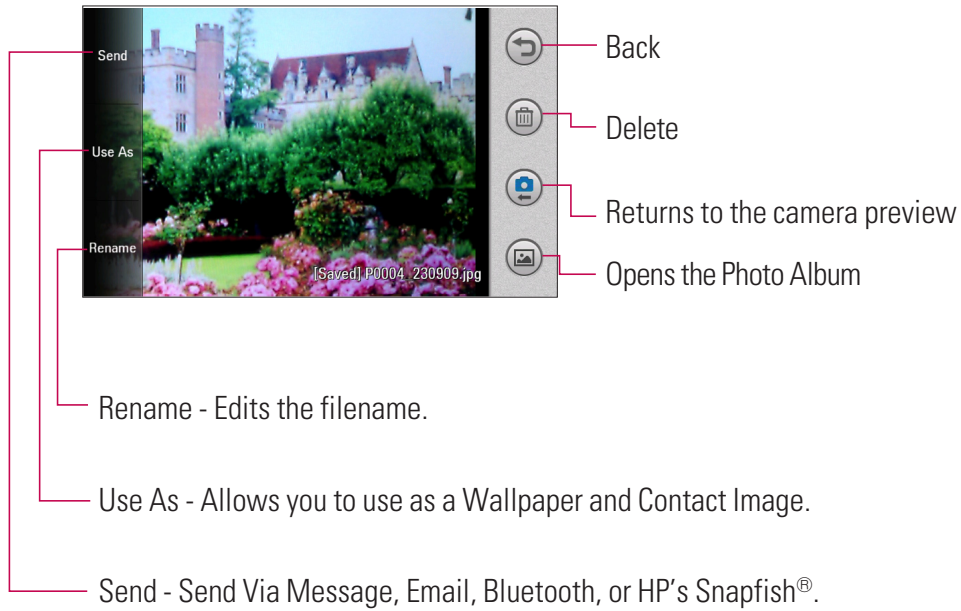 Send
Use As
Rename
[Saved] P0004_230909.jpg
Back
Delete
Returns to the camera preview
Opens the Photo Album
Rename - Edits the filename.
Use As - Allows you to use as a Wallpaper and Contact Image.
Send - Send Via Message, Email, Bluetooth, or HP's Snapfish®.